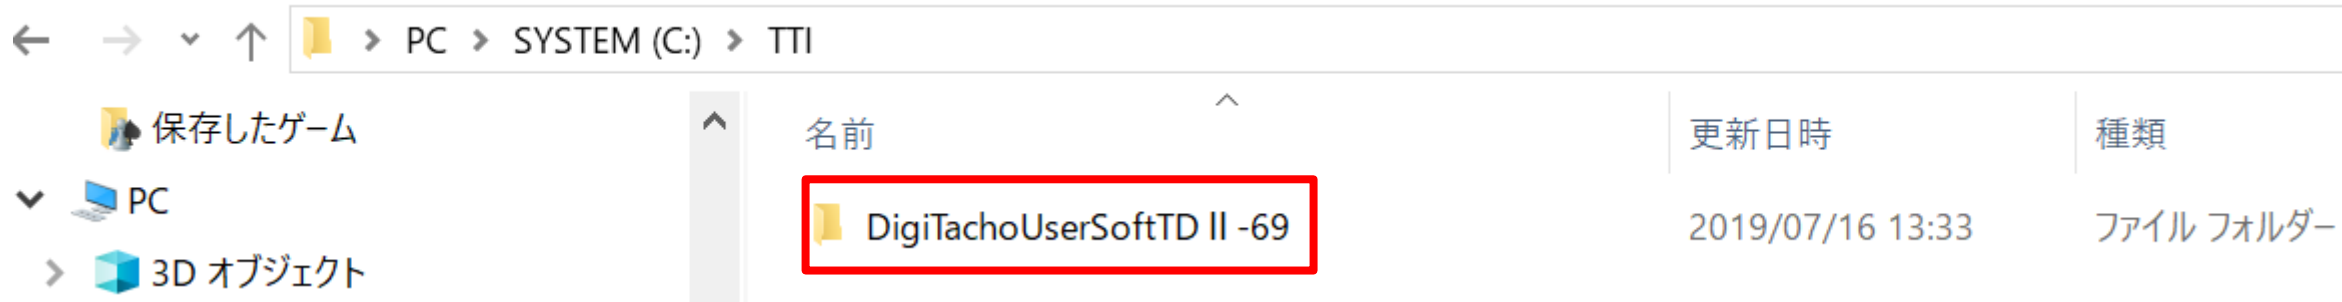 PC > SYSTEM (C:) > TTI
保存したゲーム
PC
3D オブジェクト
名前 更新日時 種類
DigiTachoUserSoftTD Ⅱ -69 2019/07/16 13:33 ファイル フォルダー